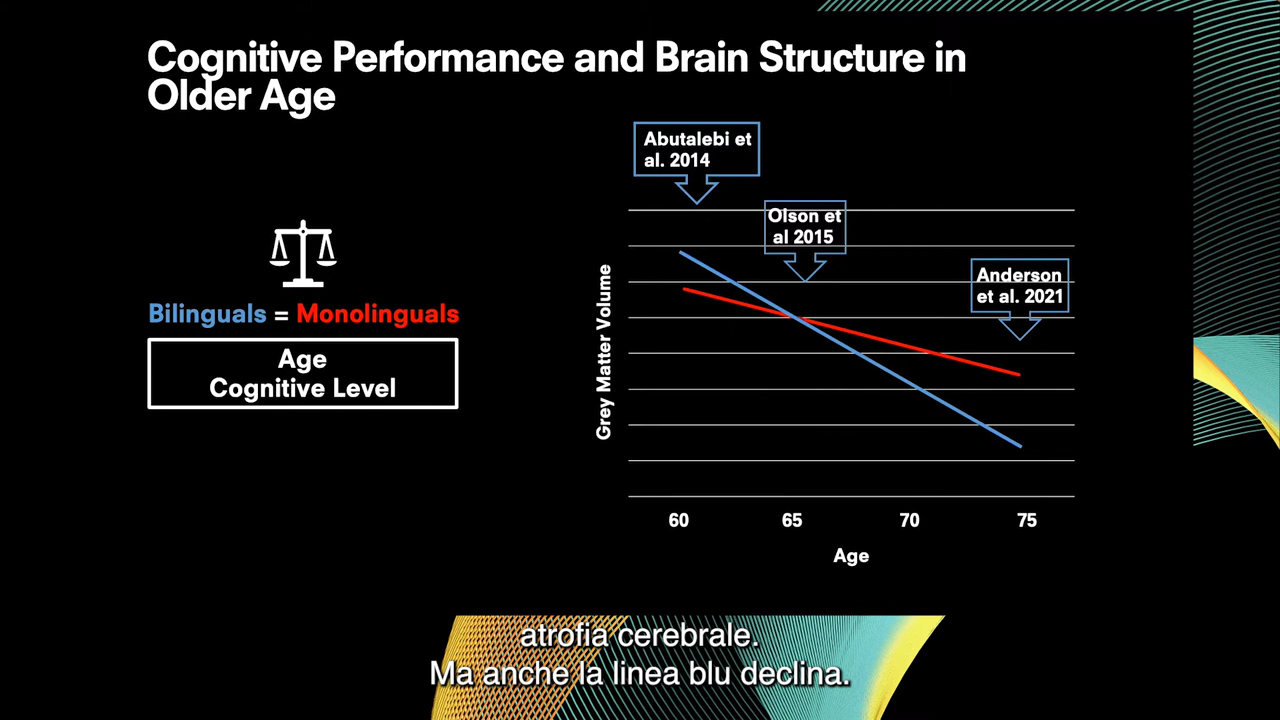 Cognitive Performance and Brain Structure in
Older Age
Bilinguals = Monolinguals
Age
Cognitive Level
Abutalebi et
al. 2014
Olson et
al 2015
Anderson
et al. 2021
Grey Matter Volume
60 65 70 75
Age
atrofia cerebrale.
Ma anche la linea blu declina.